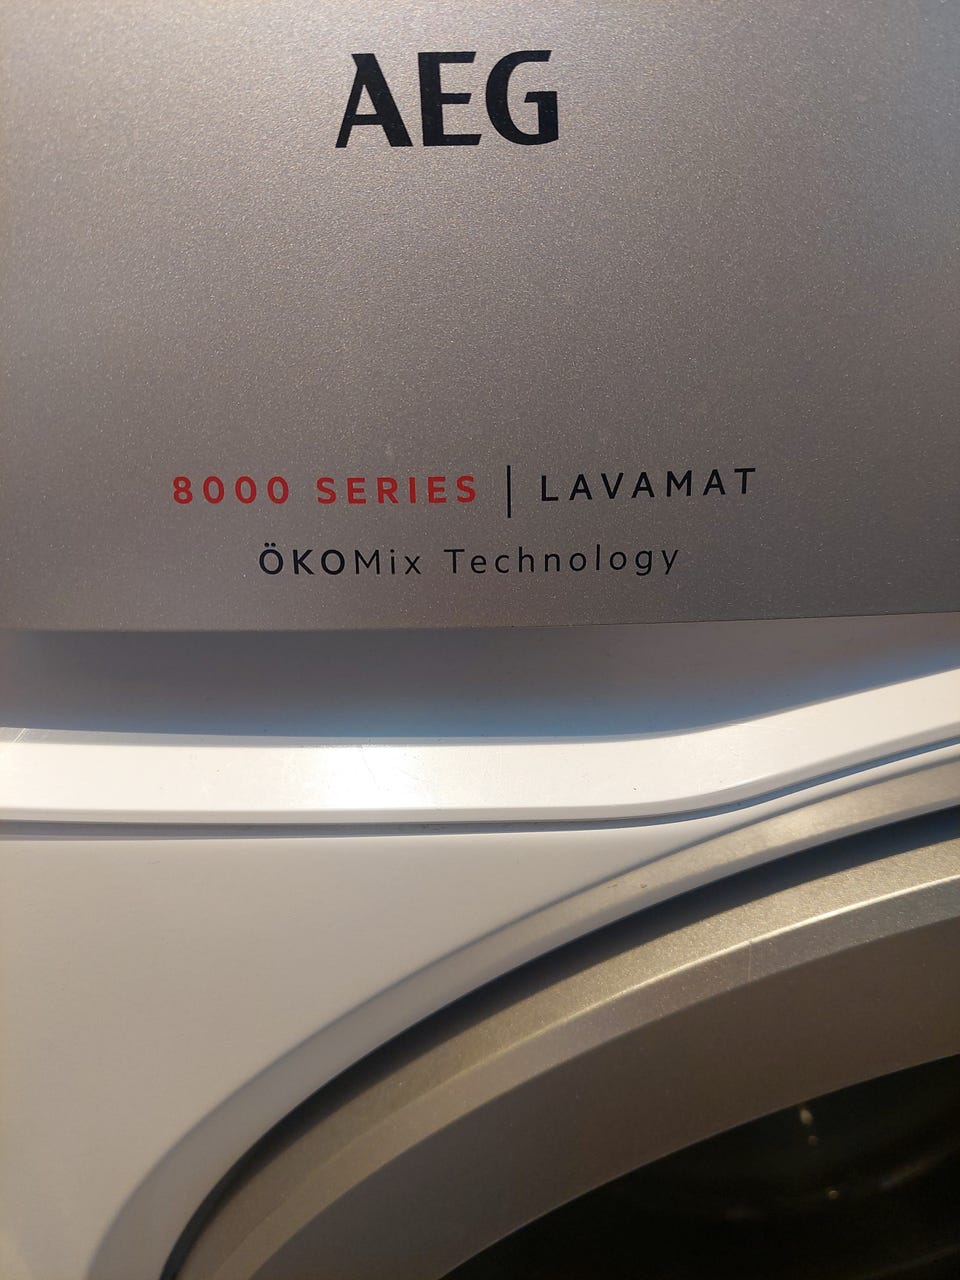 AEG
8000 SERIES | LAVAMAT
ÖKOMix Technology